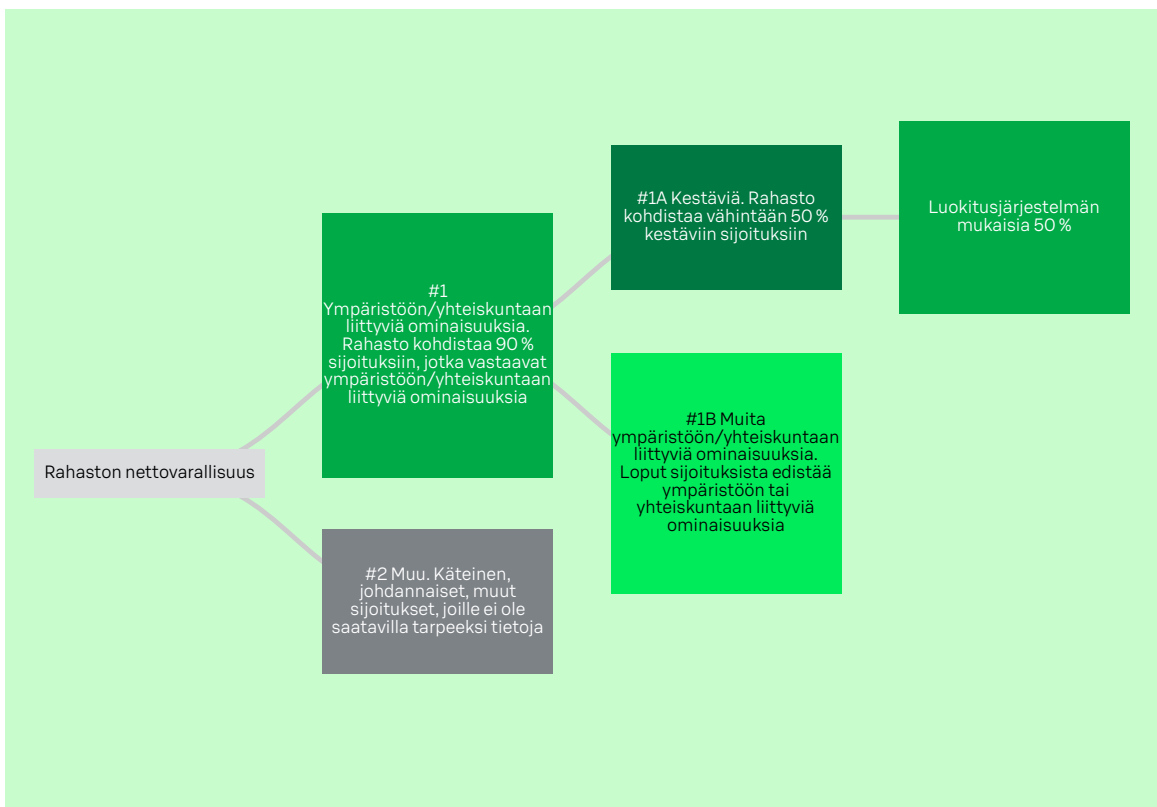 Rahaston nettovarallisuus
#1
Ympäristöön/yhteiskuntaan
liittyviä ominaisuuksia.
Rahasto kohdistaa 90 %
sijoituksiin, jotka vastaavat
ympäristöön/yhteiskuntaan
liittyviä ominaisuuksia
#2 Muu. Käteinen,
johdannaiset, muut
sijoitukset, joille ei ole
saatavilla tarpeeksi tietoja
#1A Kestäviä. Rahasto
kohdistaa vähintään 50 %
kestäviin sijoituksiin
#1B Muita
ympäristöön/yhteiskuntaan
liittyviä ominaisuuksia.
Loput sijoituksista edistää
ympäristöön tai
yhteiskuntaan liittyviä
ominaisuuksia
Luokitusjärjestelmän
mukaisia 50 %